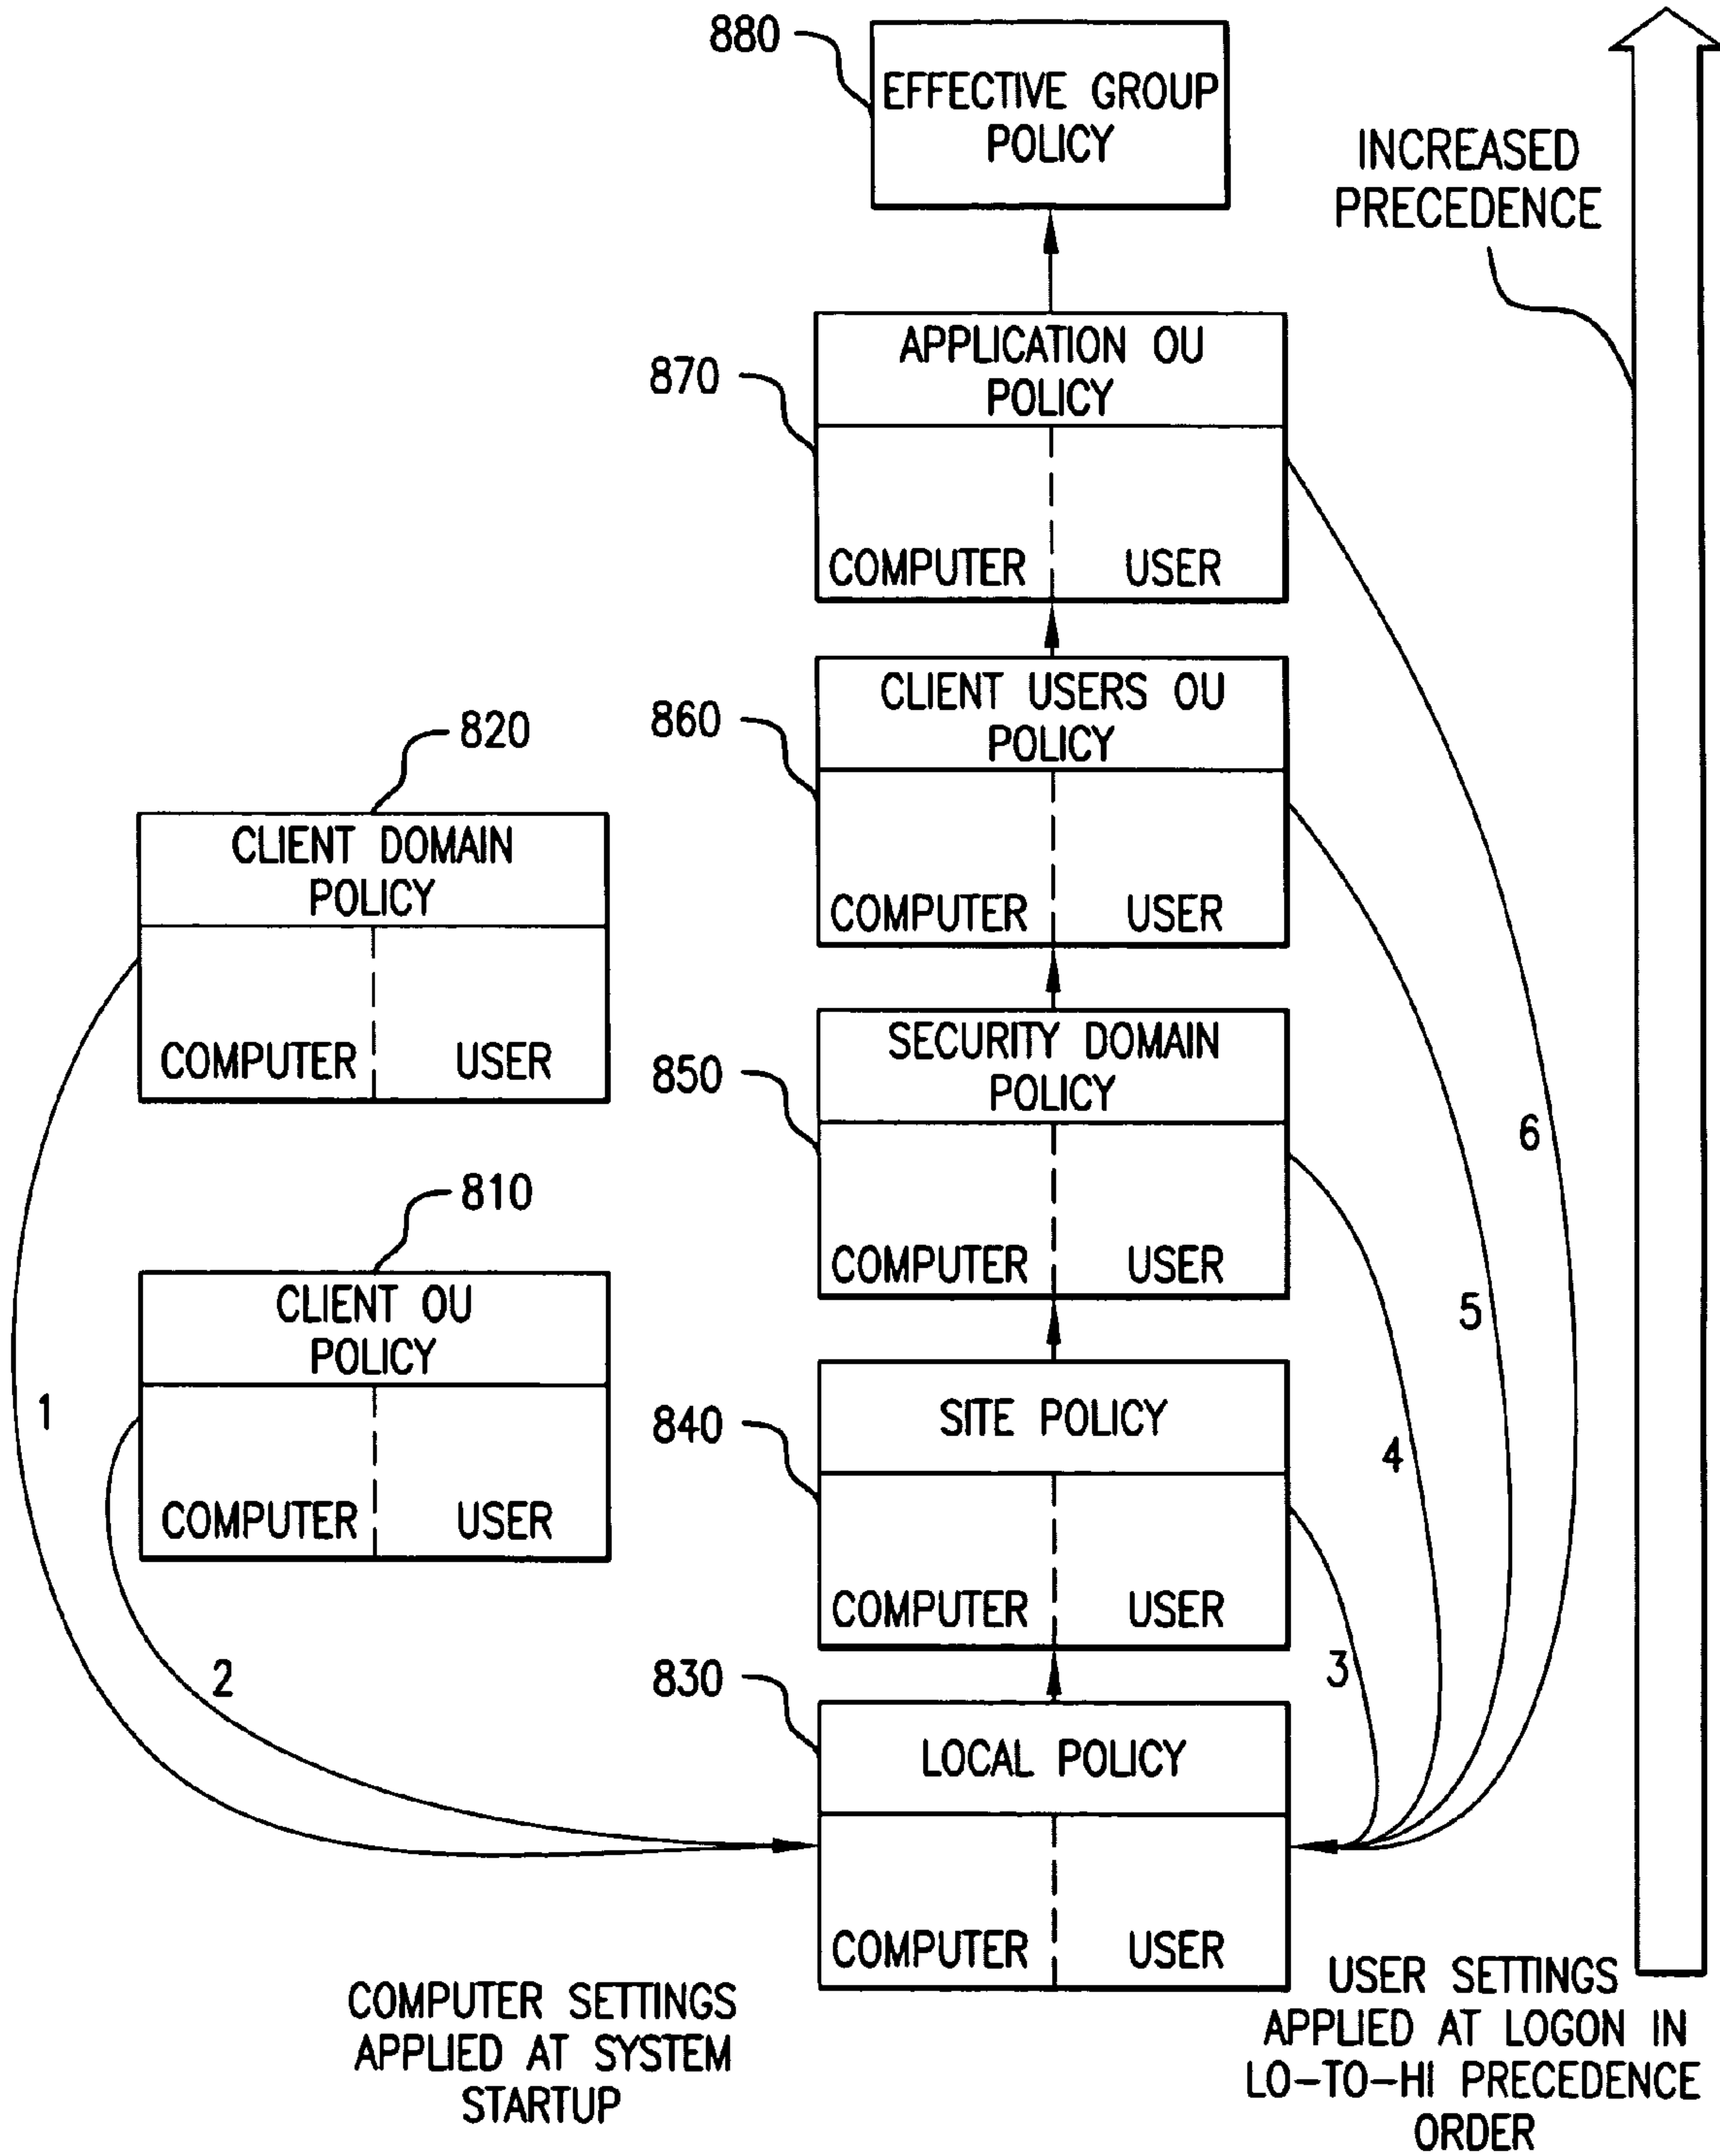 880
EFFECTIVE GROUP
POLICY
INCREASED
PRECEDENCE
870
APPLICATION OU
POLICY
COMPUTER
USER
860
CLIENT USERS OU
POLICY
COMPUTER
USER
820
CLIENT DOMAIN
POLICY
COMPUTER
USER
850
SECURITY DOMAIN
POLICY
COMPUTER
USER
810
CLIENT OU
POLICY
COMPUTER
USER
840
SITE POLICY
COMPUTER
USER
830
LOCAL POLICY
COMPUTER
USER
1
2
3
4
5
6
COMPUTER SETTINGS
APPLIED AT SYSTEM
STARTUP
USER SETTINGS
APPLIED AT LOGON IN
LO-TO-HI PRECEDENCE
ORDER